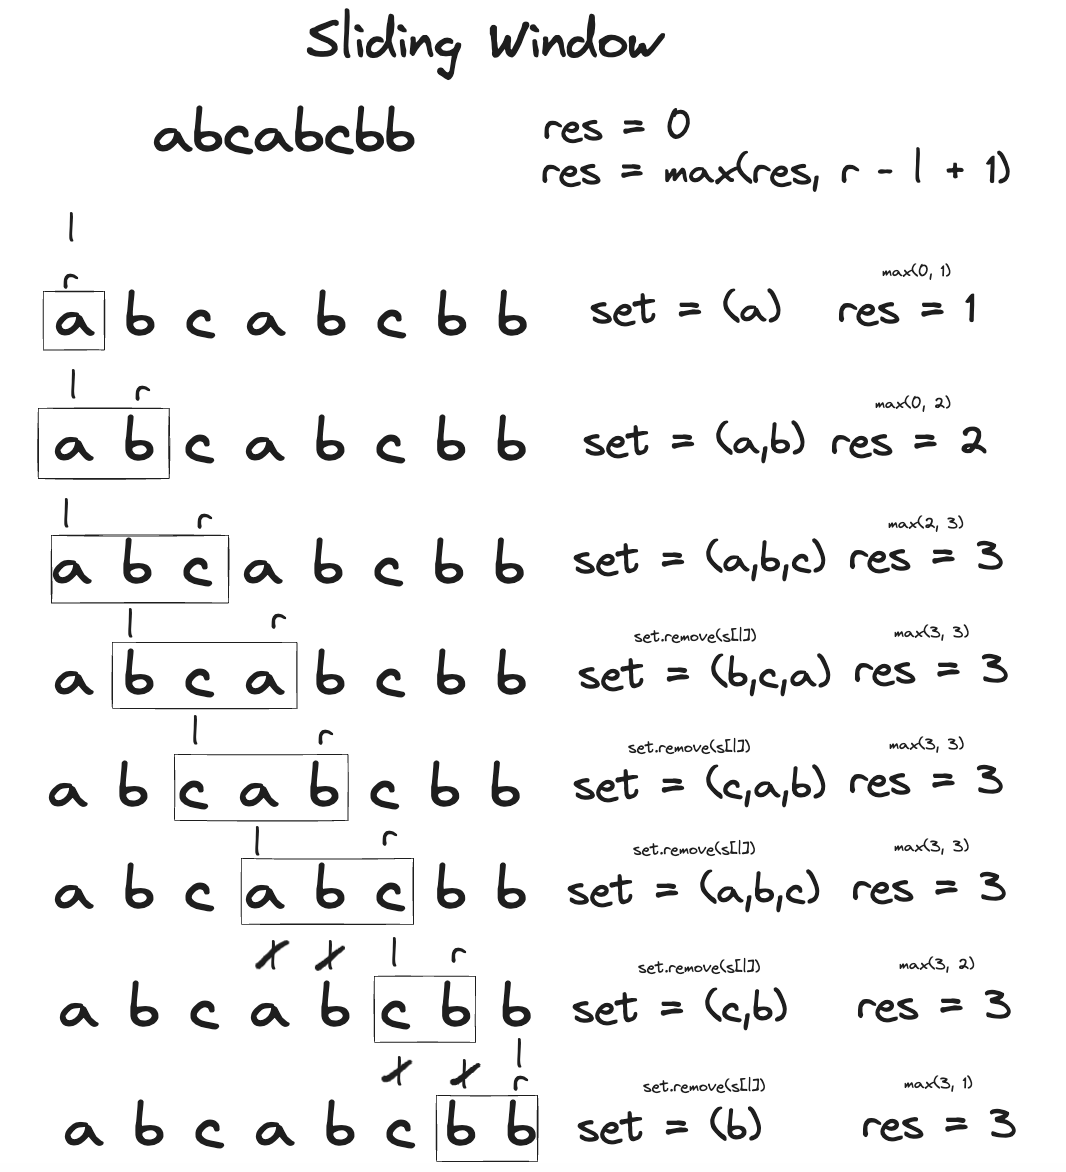 Sliding Window
abcabcbb
res = 0
res = max(res, r - l + 1)
l
r
max(0, 1)
a b c a b c b b set = (a) res = 1
l r
max(0, 2)
a b c a b c b b set = (a,b) res = 2
l r
max(2, 3)
a b c a b c b b set = (a,b,c) res = 3
l r
set.remove(s[l]) max(3, 3)
a b c a b c b b set = (b,c,a) res = 3
l r
set.remove(s[l]) max(3, 3)
a b c a b c b b set = (c,a,b) res = 3
l r
set.remove(s[l]) max(3, 3)
a b c a b c b b set = (a,b,c) res = 3
l l l r
set.remove(s[l]) max(3, 2)
a b c a b c b b set = (c,b) res = 3
l l l
r
set.remove(s[l]) max(3, 1)
a b c a b c b b set = (b) res = 3